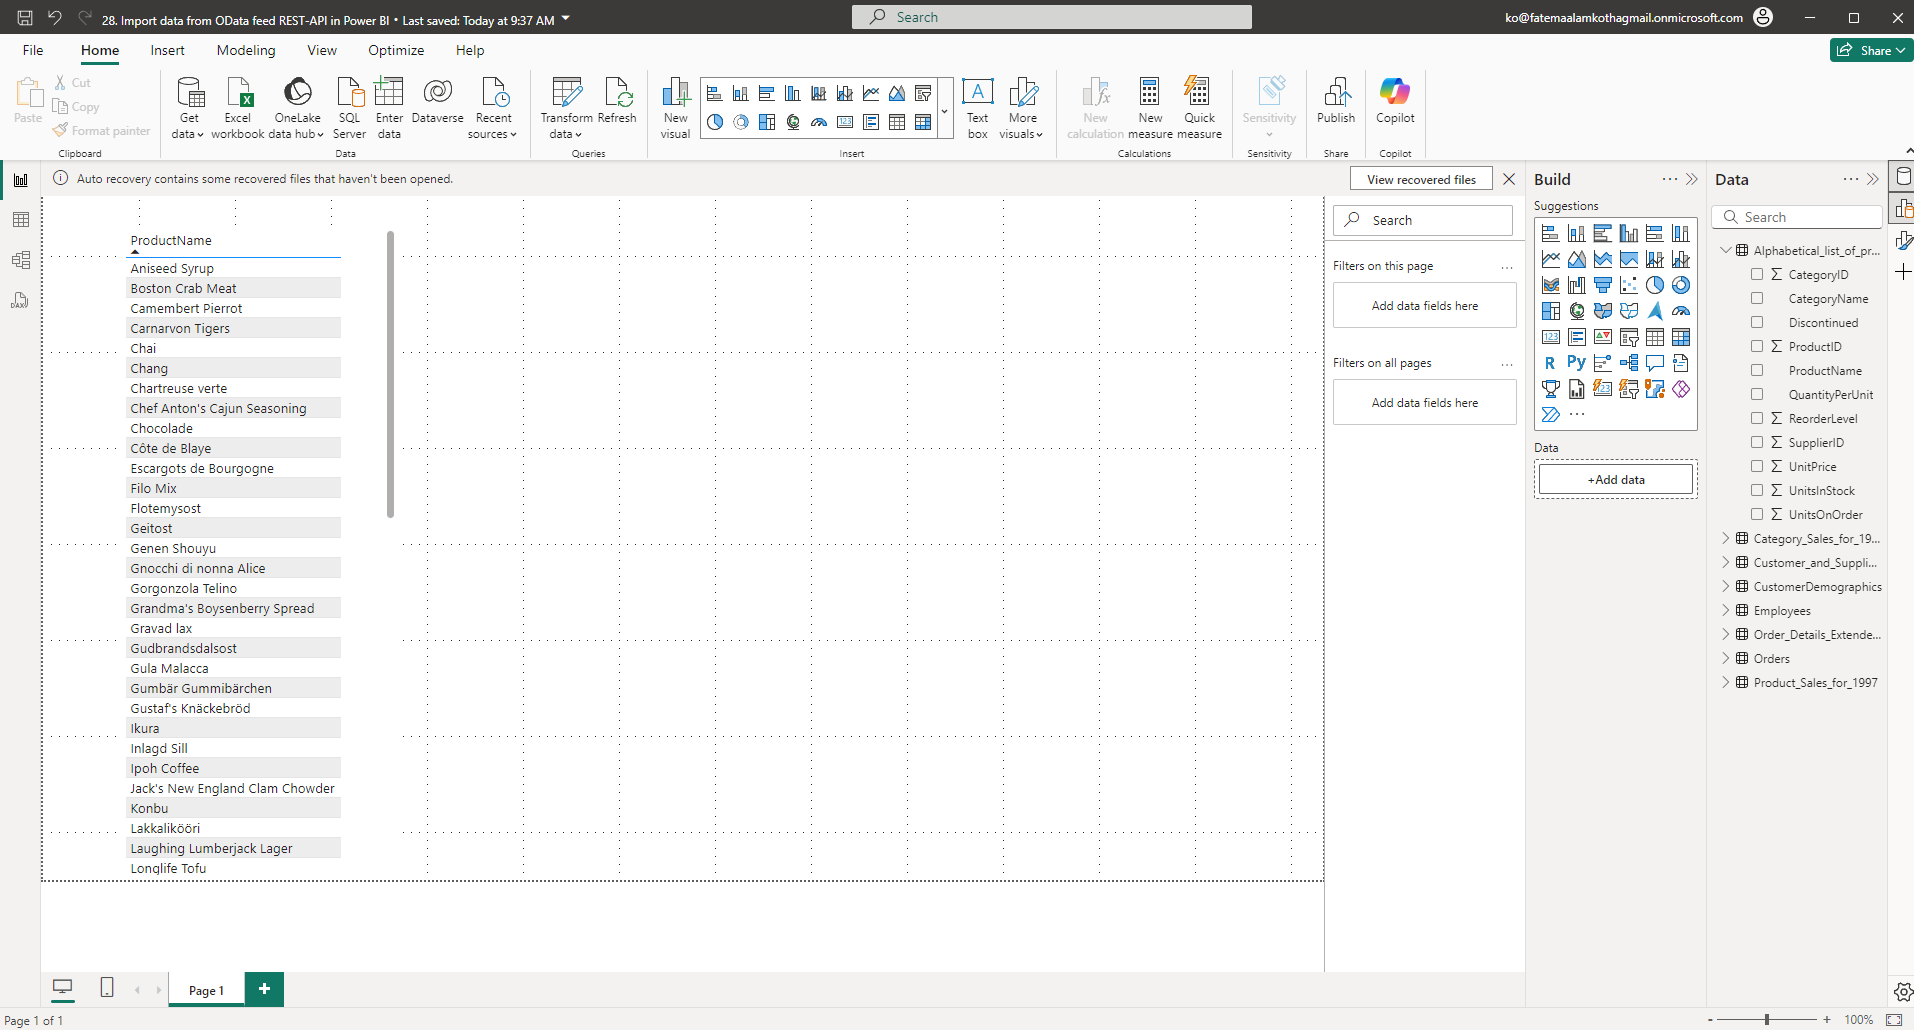 28. Import data from OData feed REST-API in Power BI • Last saved: Today at 9:37 AM
Search
ko@fatemaalamkothagmail.onmicrosoft.com
File
Home
Insert
Modeling
View
Optimize
Help
Share
Paste
Cut
Copy
Format painter
Clipboard
Get data
Excel workbook
OneLake data hub
SQL Server
Enter data
Dataverse
Recent sources
Data
Transform data
Refresh
Queries
New visual
Text box
More visuals
Insert
New calculation
New measure
Quick measure
Calculations
Sensitivity
Sensitivity
Publish
Share
Copilot
Copilot
Auto recovery contains some recovered files that haven't been opened.
View recovered files
ProductName
Aniseed Syrup
Boston Crab Meat
Camembert Pierrot
Carnarvon Tigers
Chai
Chang
Chartreuse verte
Chef Anton's Cajun Seasoning
Chocolade
Côte de Blaye
Escargots de Bourgogne
Filo Mix
Flotemysost
Geitost
Genen Shouyu
Gnocchi di nonna Alice
Gorgonzola Telino
Grandma's Boysenberry Spread
Gravad lax
Gudbrandsdalsost
Gula Malacca
Gumbär Gummibärchen
Gustaf's Knäckebröd
Ikura
Inlagd Sill
Ipoh Coffee
Jack's New England Clam Chowder
Konbu
Lakkalikööri
Laughing Lumberjack Lager
Longlife Tofu
Search
Filters on this page
...
Add data fields here
Filters on all pages
...
Add data fields here
Build
Suggestions
R
Py
123
Data
+Add data
Data
Search
Alphabetical_list_of_pr...
CategoryID
CategoryName
Discontinued
ProductID
ProductName
QuantityPerUnit
ReorderLevel
SupplierID
UnitPrice
UnitsInStock
UnitsOnOrder
Category_Sales_for_19...
Customer_and_Suppli...
CustomerDemographics
Employees
Order_Details_Extende...
Orders
Product_Sales_for_1997
Page 1
+
Page 1 of 1
- + 100%